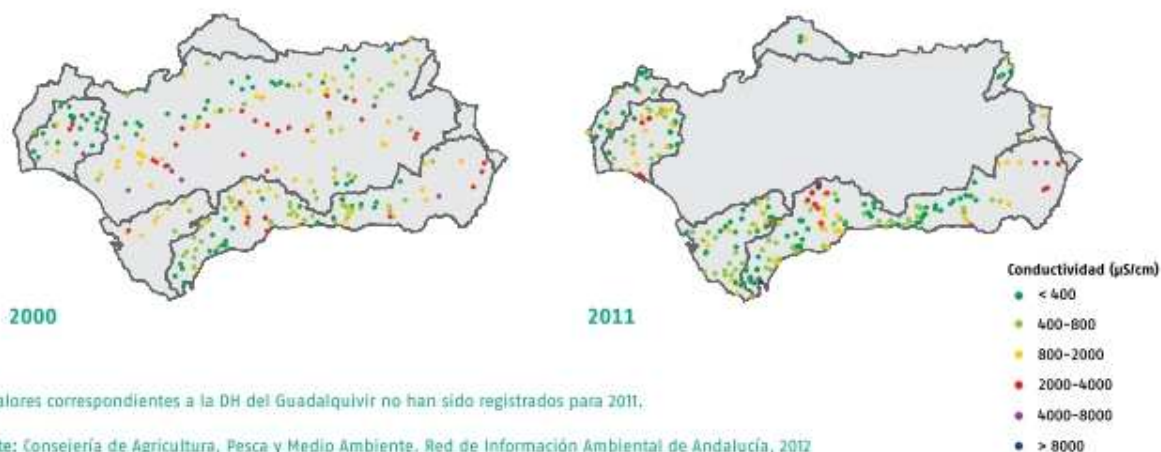 2000
2011
Conductividad (µS/cm)
< 400
400-800
800-2000
2000-4000
4000-8000
> 8000
alores correspondientes a la DH del Guadalquivir no han sido registrados para 2011.
te: Consejería de Agricultura, Pesca y Medio Ambiente. Red de Información Ambiental de Andalucía, 2012